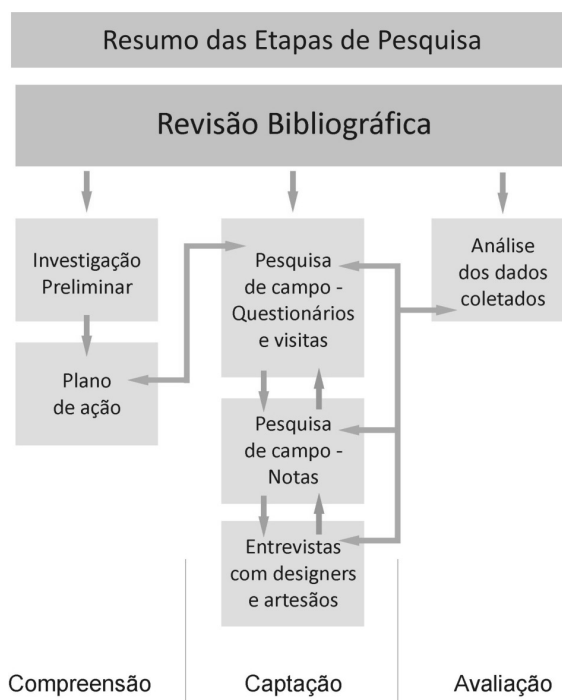 Resumo das Etapas de Pesquisa
Revisão Bibliográfica
Investigação
Preliminar
Plano
de ação
Pesquisa
de campo -
Questionários
e visitas
Pesquisa
de campo -
Notas
Entrevistas
com designers
e artesãos
Análise
dos dados
coletados
Compreensão
Captação
Avaliação